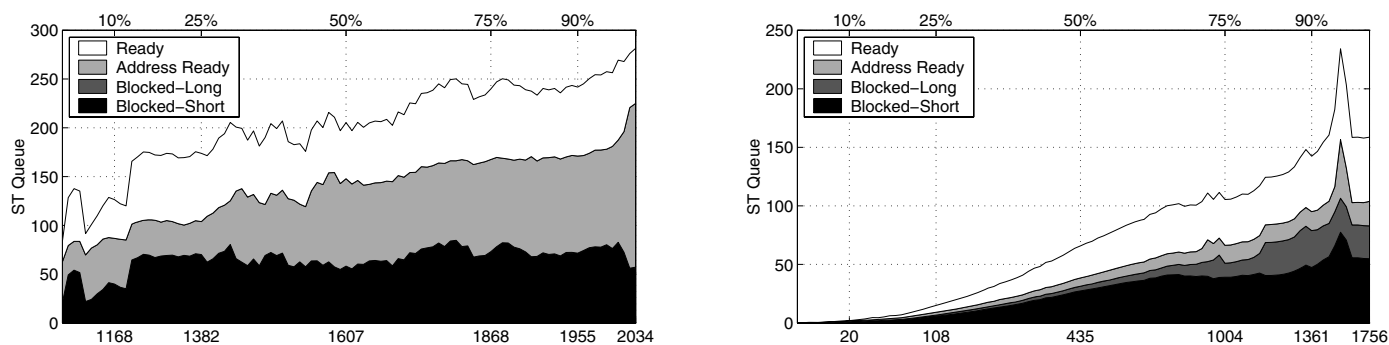 10% 25% 50% 75% 90%
300
250
200
150
100
50
0
ST Queue
Ready
Address Ready
Blocked–Long
Blocked–Short
1168 1382 1607 1868 1955 2034
10% 25% 50% 75% 90%
250
200
150
100
50
0
ST Queue
Ready
Address Ready
Blocked–Long
Blocked–Short
20 108 435 1004 1361 1756